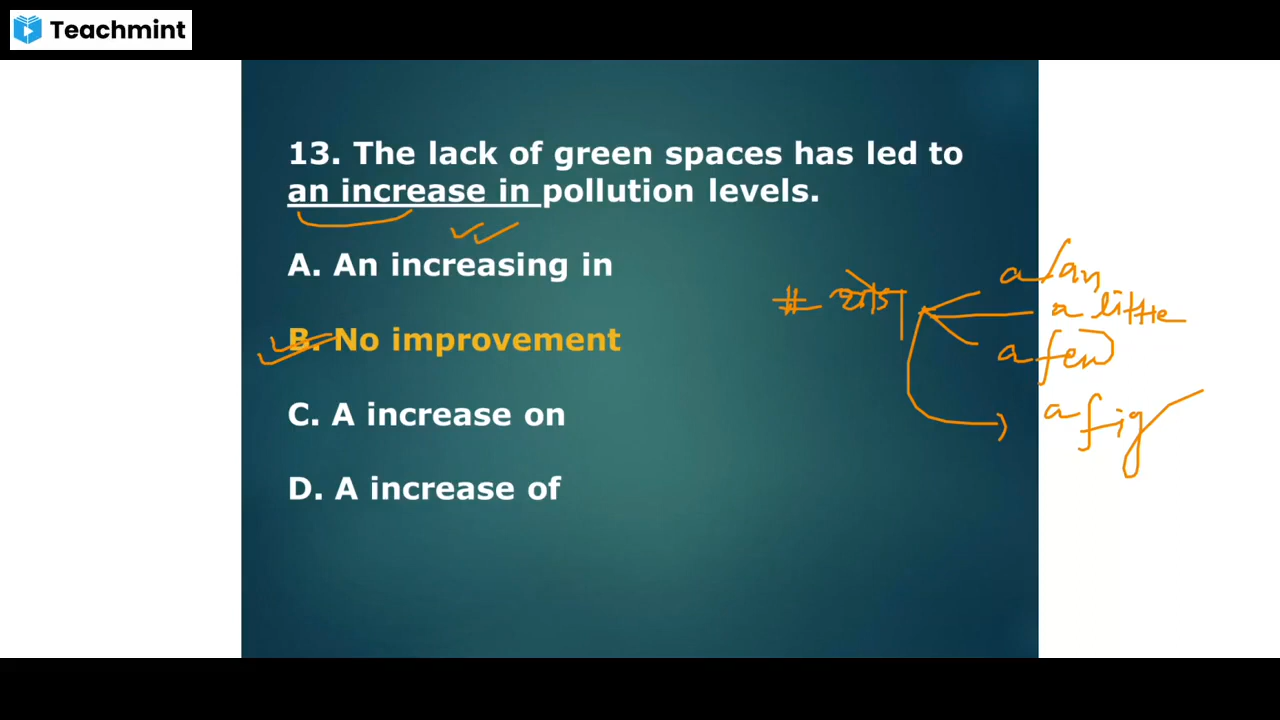 Teachmint
13. The lack of green spaces has led to
an increase in pollution levels.
A. An increasing in
B. No improvement
C. A increase on
D. A increase of
a/an
a little
a few
a fig